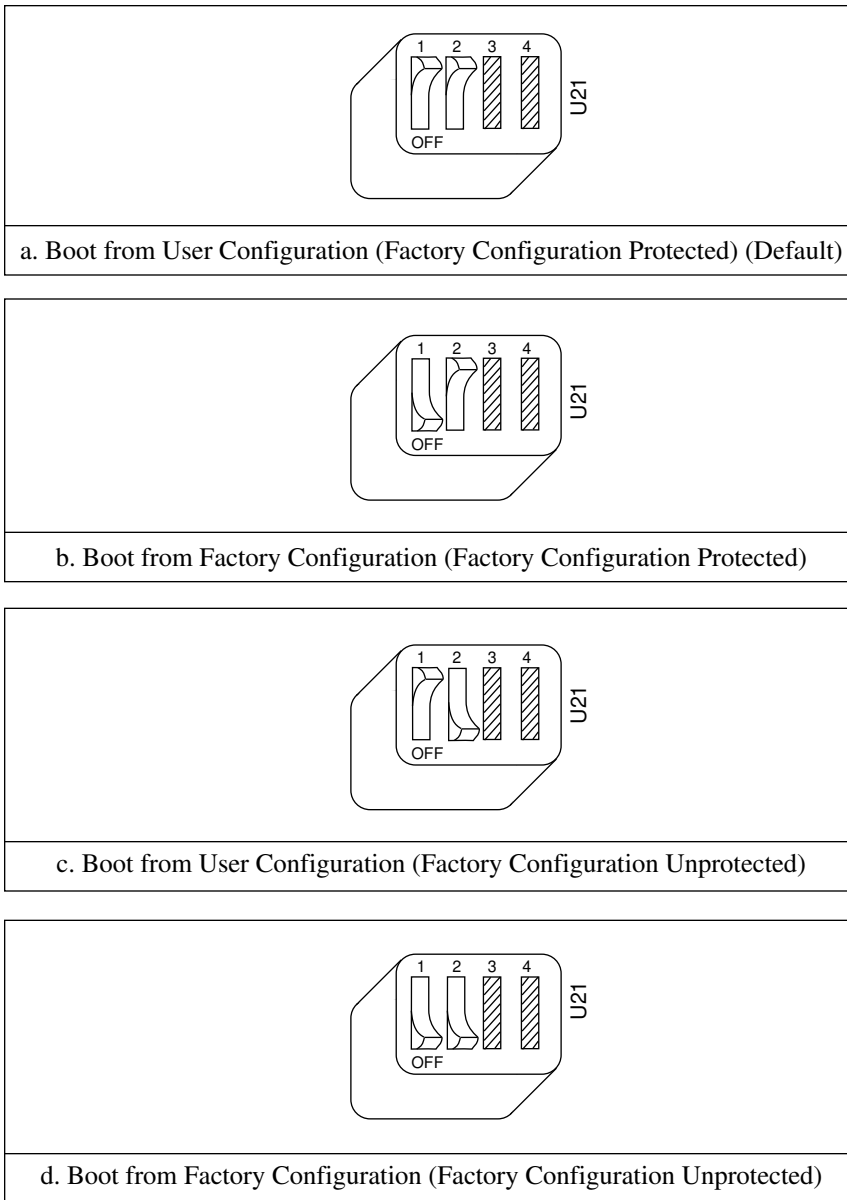 1 2 3 4
U21
OFF
a. Boot from User Configuration (Factory Configuration Protected) (Default)
1 2 3 4
U21
OFF
b. Boot from Factory Configuration (Factory Configuration Protected)
1 2 3 4
U21
OFF
c. Boot from User Configuration (Factory Configuration Unprotected)
1 2 3 4
U21
OFF
d. Boot from Factory Configuration (Factory Configuration Unprotected)